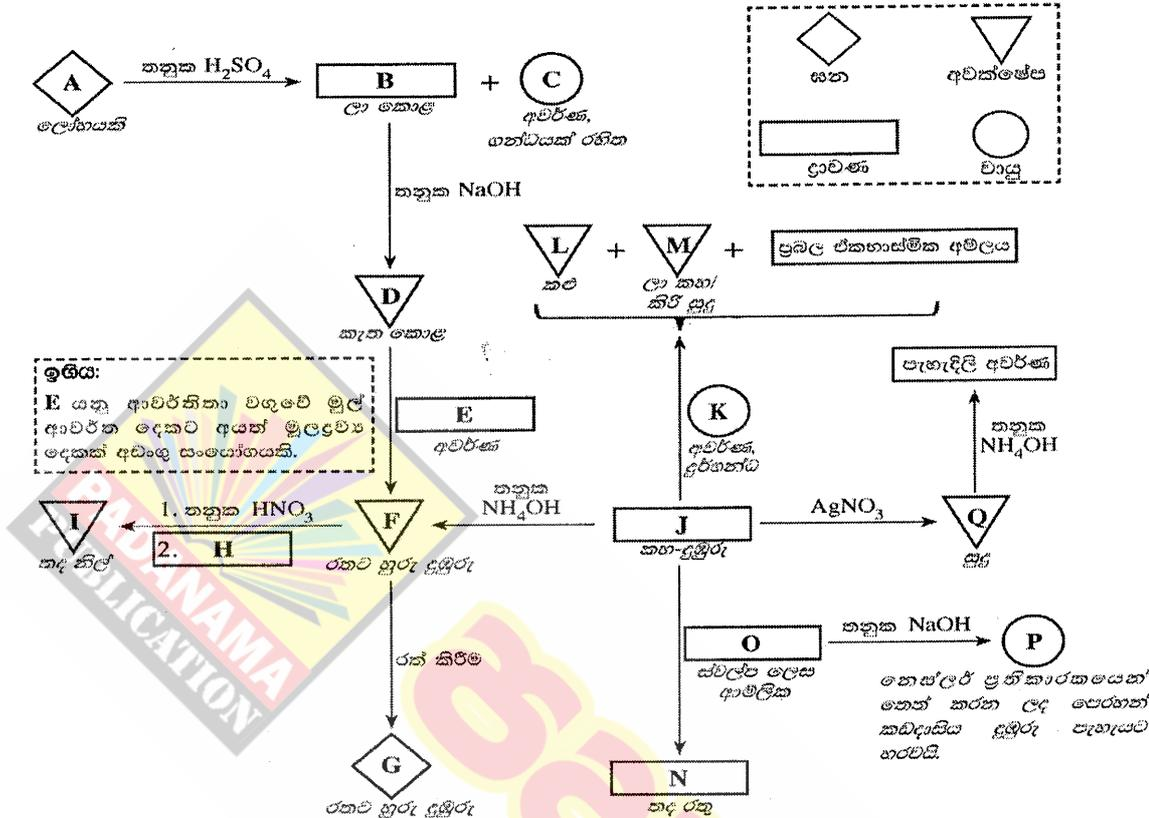 A
ලෝහයකි
තනුක H₂SO₄
B
ලා කොළ
+
C
අවර්ණ,
ගන්ධයක් රහිත
ඝන
අවක්ෂේප
ද්‍රාවණ
වායු
තනුක NaOH
D
කැත කොළ
L
කළු
+
M
ලා කහ/
කිරි සුදු
+
ප්‍රබල ඒකභාස්මික අම්ලය
ඉඟිය:
E යනු ආවර්තිතා වගුවේ මුල්
ආවර්ත දෙකට අයත් මූලද්‍රව්‍ය
දෙකක් අඩංගු සංයෝගයකි.
E
අවර්ණ
K
අවර්ණ,
දුර්ගන්ධ
පැහැදිලි අවර්ණ
තනුක
NH₄OH
I
තද නිල්
1. තනුක HNO₃
2. H
F
රතට හුරු දුඹුරු
තනුක
NH₄OH
J
කහ-දුඹුරු
AgNO₃
Q
සුදු
රත් කිරීම
G
රතට හුරු දුඹුරු
O
ස්වල්ප ලෙස
ආම්ලික
තනුක NaOH
P
නෙස්ලර් ප්‍රතිකාරකයෙන්
තෙත් කරන ලද පෙරහන්
කඩදාසිය දුඹුරු පැහැයට
හරවයි.
N
තද රතු
PADANAMA
PUBLICATION